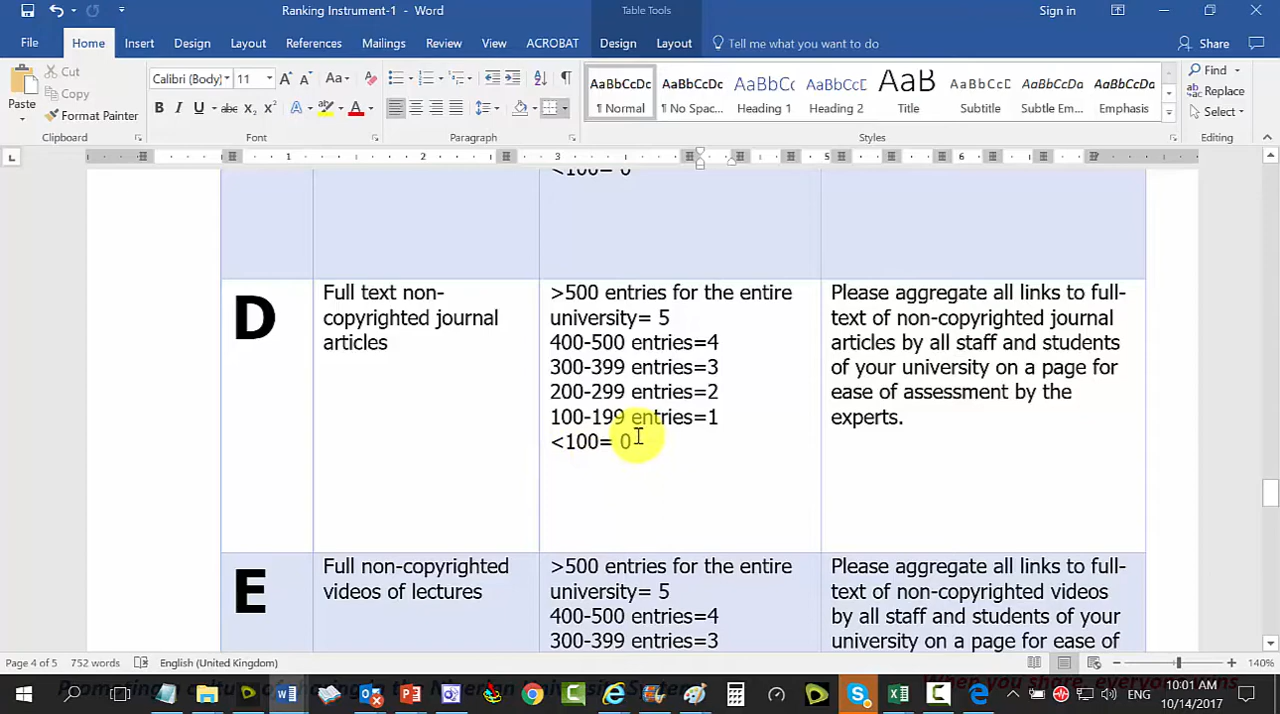 Ranking Instrument-1 - Word
Table Tools
Sign in
File Home Insert Design Layout References Mailings Review View ACROBAT Design Layout Tell me what you want to do Share
Paste
Cut
Copy
Format Painter
Calibri (Body) 11
AaBbCcDc AaBbCcDc AaBbCc AaBbCcC AaB AaBbCcD AaBbCcDc AaBbCcDc
¶ Normal ¶ No Spac... Heading 1 Heading 2 Title Subtitle Subtle Em... Emphasis
Find
Replace
Select
Clipboard Font Paragraph Styles Editing
1 2 3 5 6
<100= 0
D
Full text non-
copyrighted journal
articles
>500 entries for the entire
university= 5
400-500 entries=4
300-399 entries=3
200-299 entries=2
100-199 entries=1
<100= 0
Please aggregate all links to full-
text of non-copyrighted journal
articles by all staff and students
of your university on a page for
ease of assessment by the
experts.
E
Full non-copyrighted
videos of lectures
>500 entries for the entire
university= 5
400-500 entries=4
300-399 entries=3
Please aggregate all links to full-
text of non-copyrighted videos
by all staff and students of your
university on a page for ease of
Page 4 of 5 752 words English (United Kingdom) 140%
ENG
10:01 AM
10/14/2017